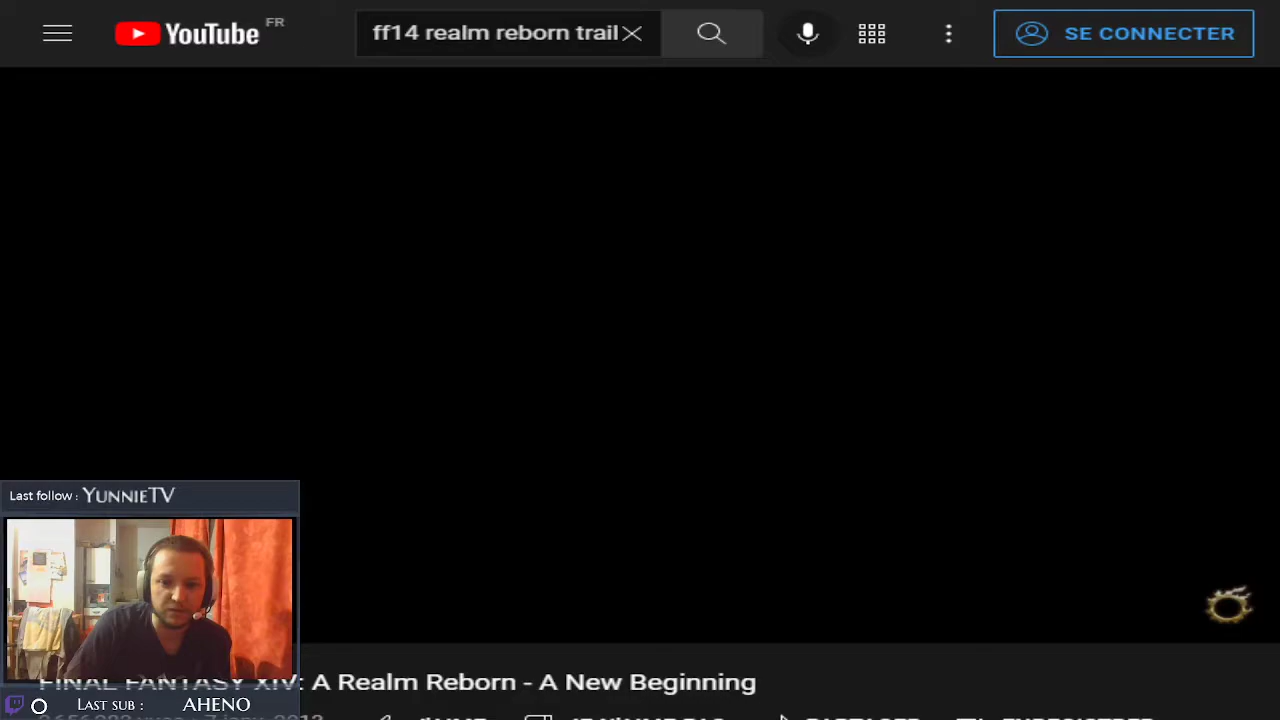 YouTube FR
ff14 realm reborn trail
SE CONNECTER
Last follow : YunnieTV
FINAL FANTASY XIV: A Realm Reborn - A New Beginning
Last sub : AHENO